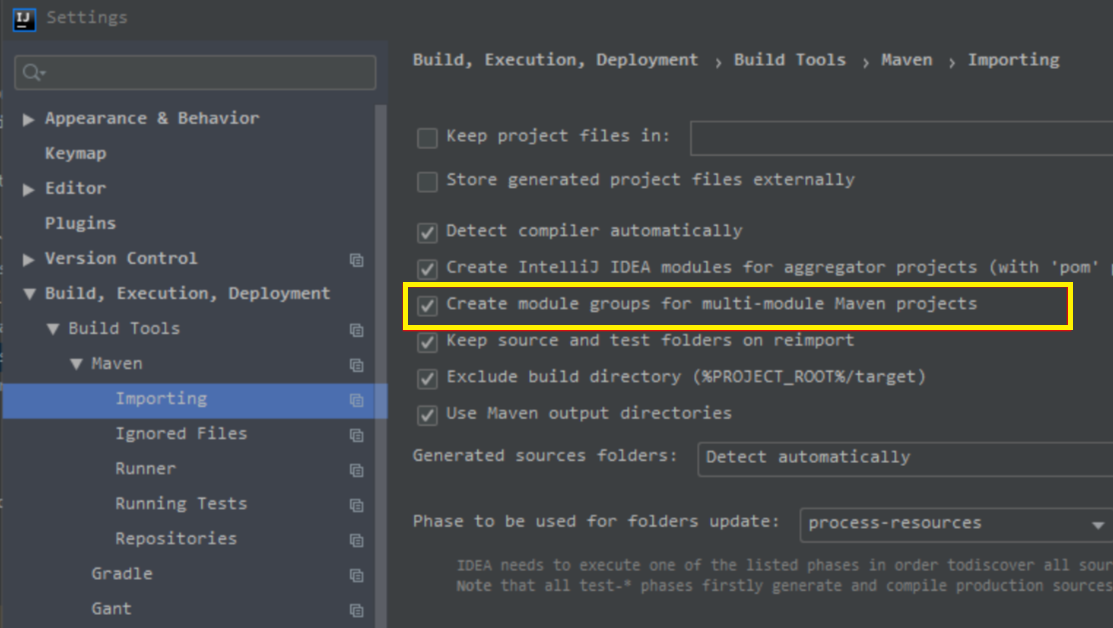 IJ
Settings
Appearance & Behavior
Keymap
Editor
Plugins
Version Control
Build, Execution, Deployment
Build Tools
Maven
Importing
Ignored Files
Runner
Running Tests
Repositories
Gradle
Gant
Build, Execution, Deployment › Build Tools › Maven › Importing
Keep project files in:
Store generated project files externally
Detect compiler automatically
Create IntelliJ IDEA modules for aggregator projects (with 'pom'
Create module groups for multi-module Maven projects
Keep source and test folders on reimport
Exclude build directory (%PROJECT_ROOT%/target)
Use Maven output directories
Generated sources folders: Detect automatically
Phase to be used for folders update: process-resources
IDEA needs to execute one of the listed phases in order todiscover all sour
Note that all test-* phases firstly generate and compile production sources